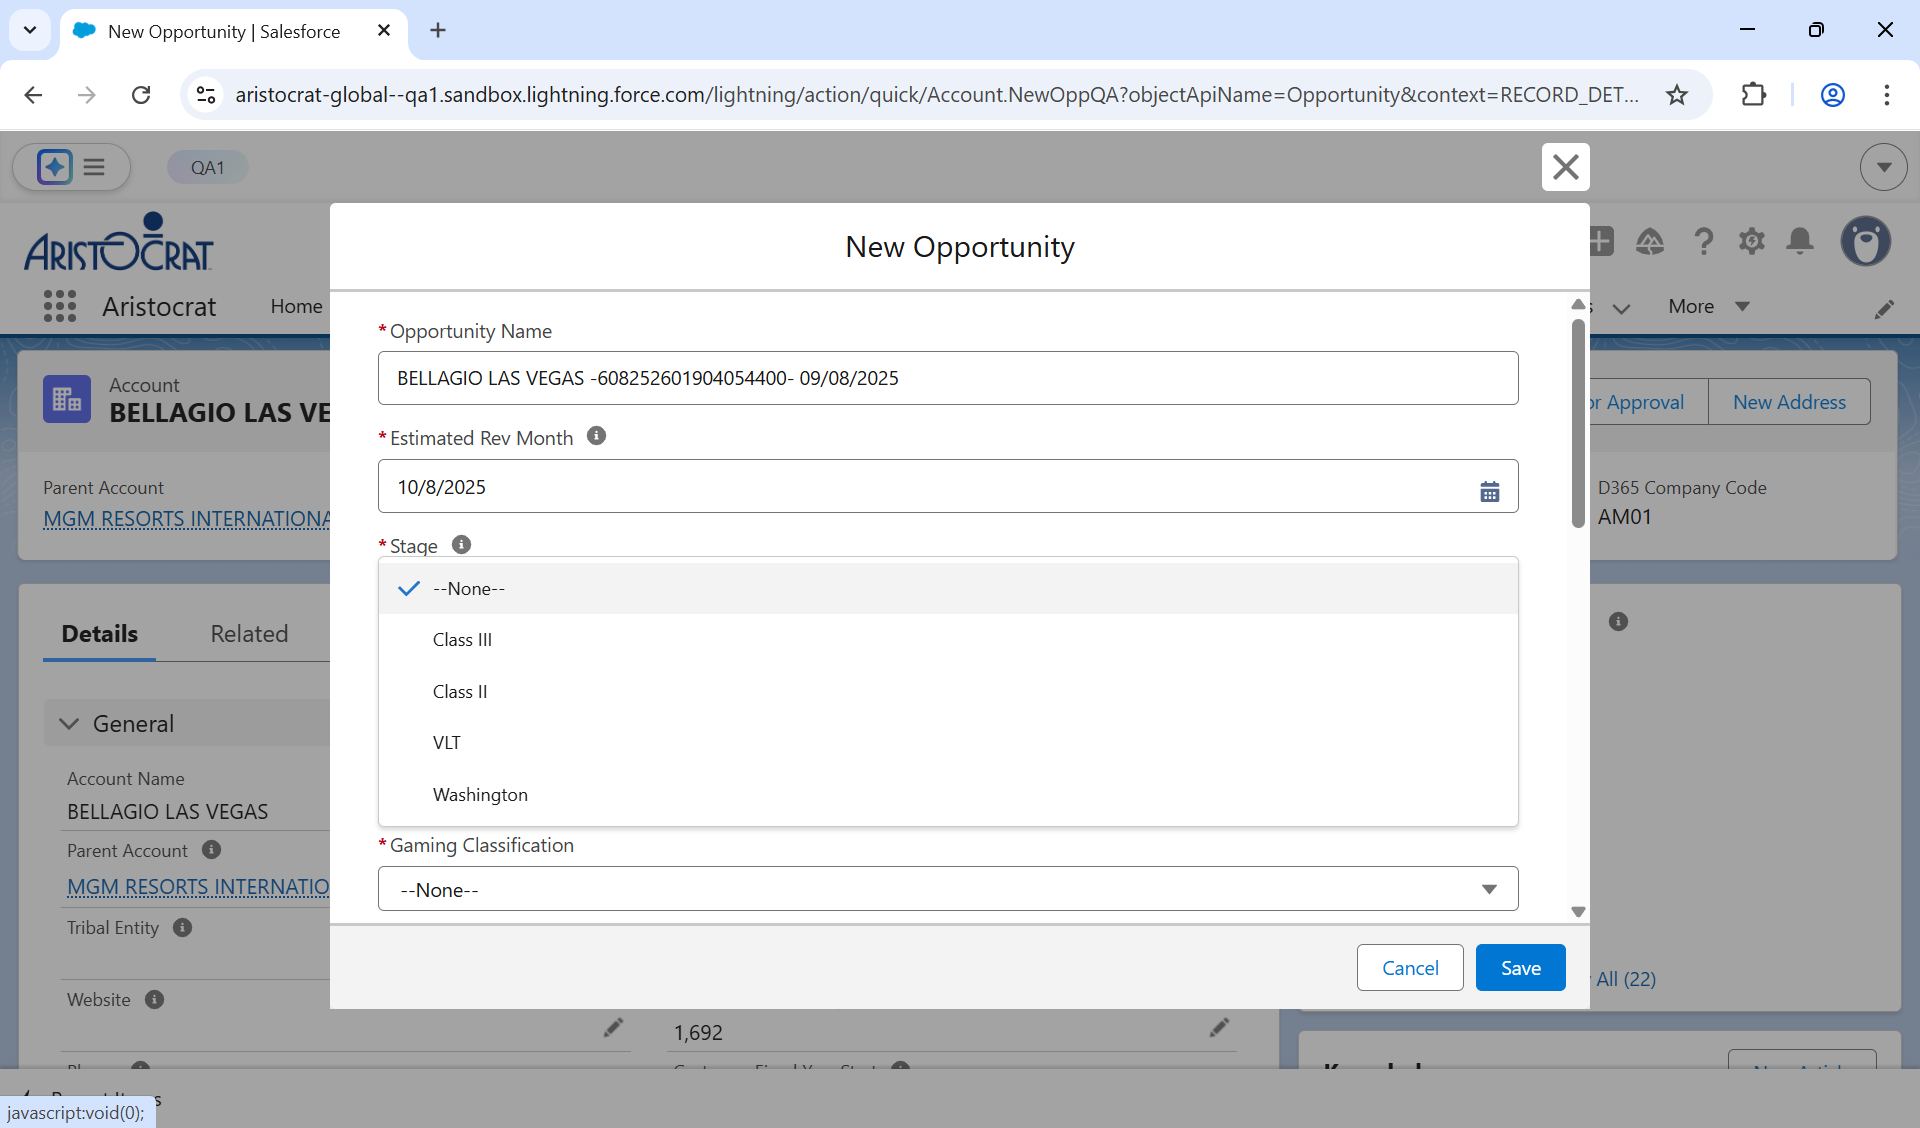 New Opportunity | Salesforce
aristocrat-global--qa1.sandbox.lightning.force.com/lightning/action/quick/Account.NewOppQA?objectApiName=Opportunity&context=RECORD_DET...
QA1
ARISTOCRAT
Aristocrat
Home
More
New Opportunity
Account
BELLAGIO LAS VE
or Approval
New Address
Parent Account
MGM RESORTS INTERNATIONA
D365 Company Code
AM01
* Opportunity Name
BELLAGIO LAS VEGAS -608252601904054400- 09/08/2025
* Estimated Rev Month
10/8/2025
* Stage
--None--
Class III
Class II
VLT
Washington
* Gaming Classification
--None--
Cancel
Save
Details
Related
General
Account Name
BELLAGIO LAS VEGAS
Parent Account
MGM RESORTS INTERNATIO
Tribal Entity
Website
1,692
All (22)
javascript:void(0);